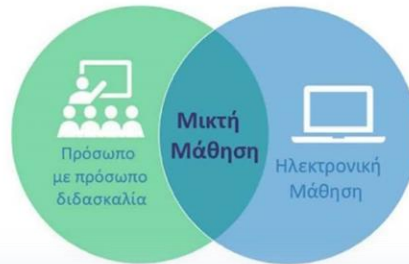 Πρόσωπο
με πρόσωπο
διδασκαλία
Μικτή
Μάθηση
Ηλεκτρονική
Μάθηση